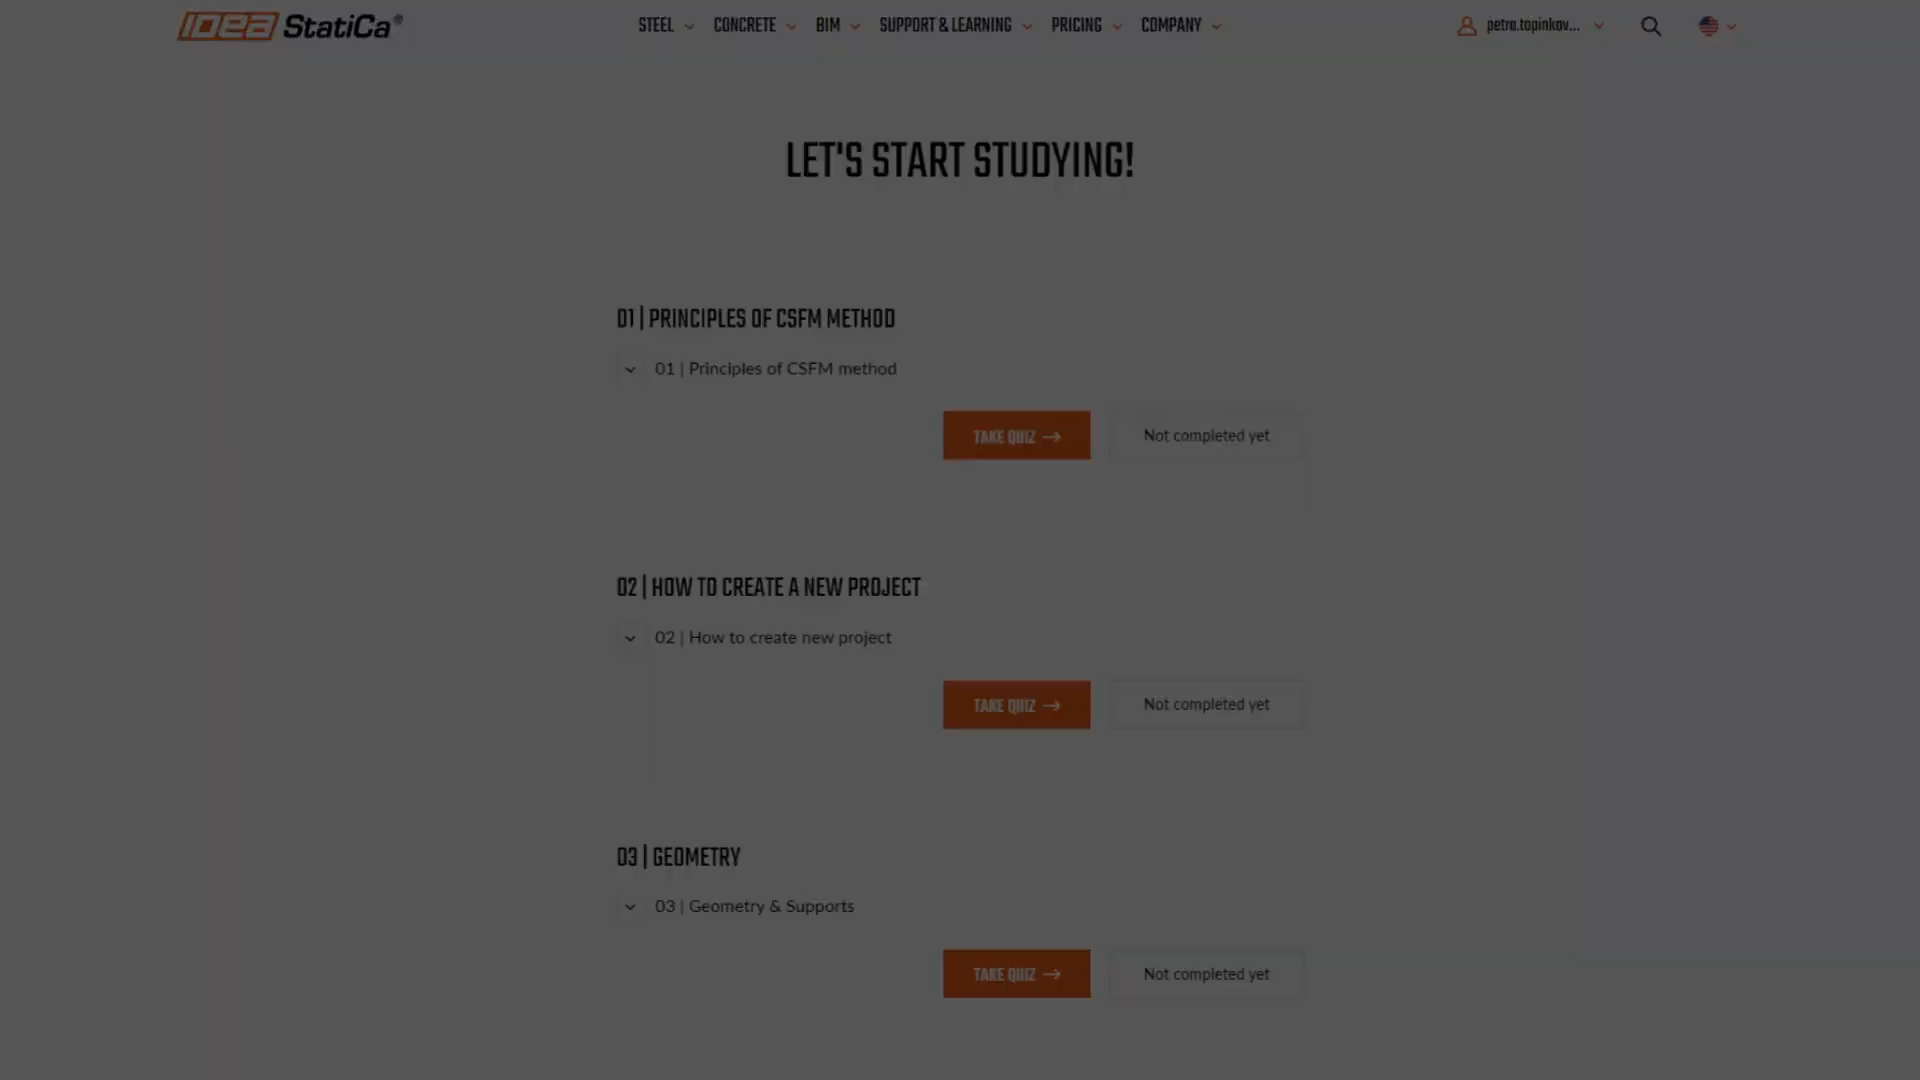 IDEA StatiCa®
STEEL CONCRETE BIM SUPPORT & LEARNING PRICING COMPANY
petra.topinkov...
LET'S START STUDYING!
01 | PRINCIPLES OF CSFM METHOD
01 | Principles of CSFM method
TAKE QUIZ → Not completed yet
02 | HOW TO CREATE A NEW PROJECT
02 | How to create new project
TAKE QUIZ → Not completed yet
03 | GEOMETRY
03 | Geometry & Supports
TAKE QUIZ → Not completed yet